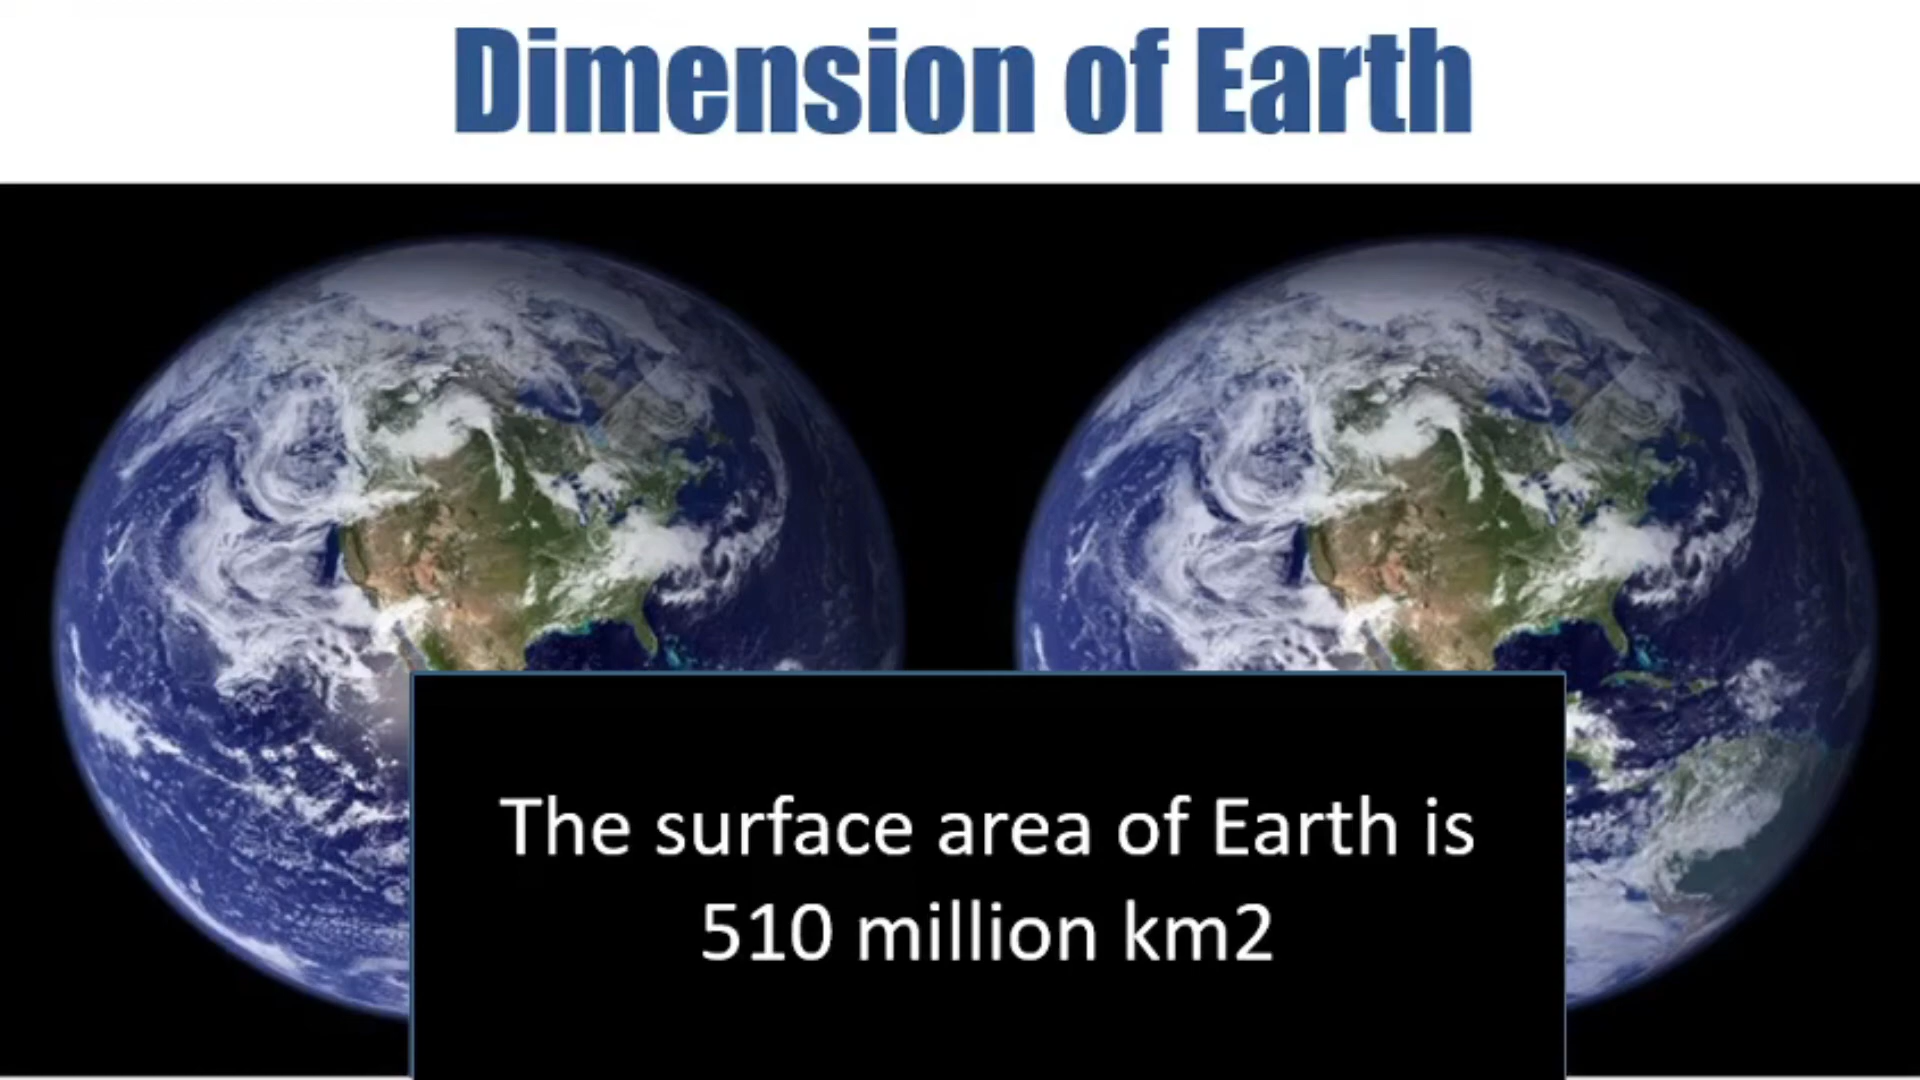 Dimension of Earth
The surface area of Earth is
510 million km2